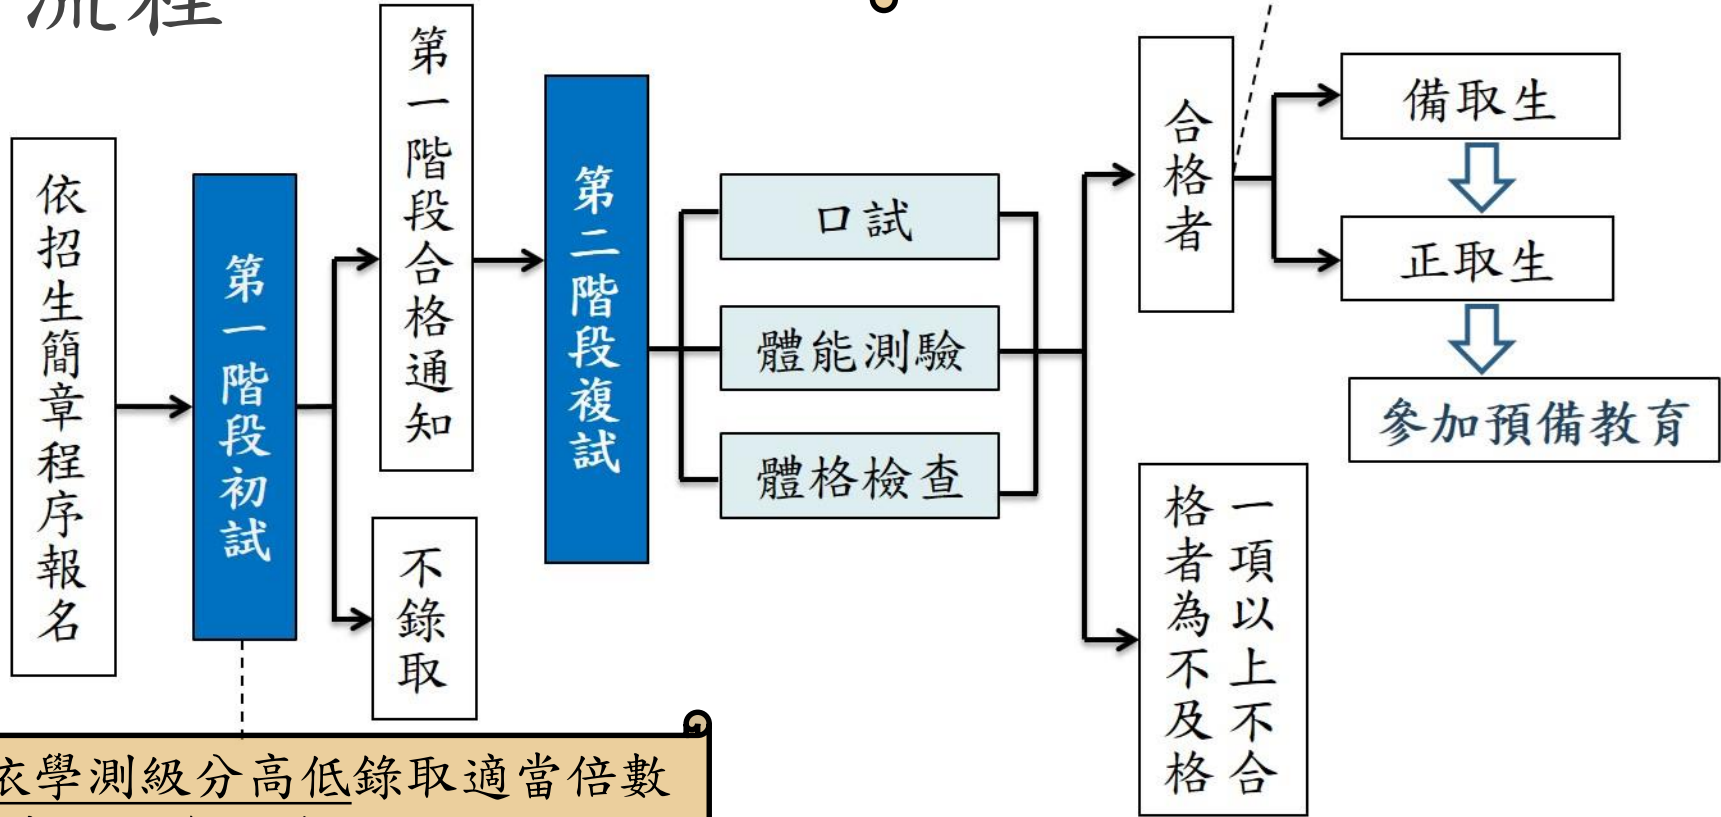 流程
依招生簡章程序報名
第一階段初試
第一階段合格通知
不錄取
第二階段複試
口試
體能測驗
體格檢查
合格者
一項以上不合
格者為不及格
備取生
正取生
參加預備教育
依學測級分高低錄取適當倍數